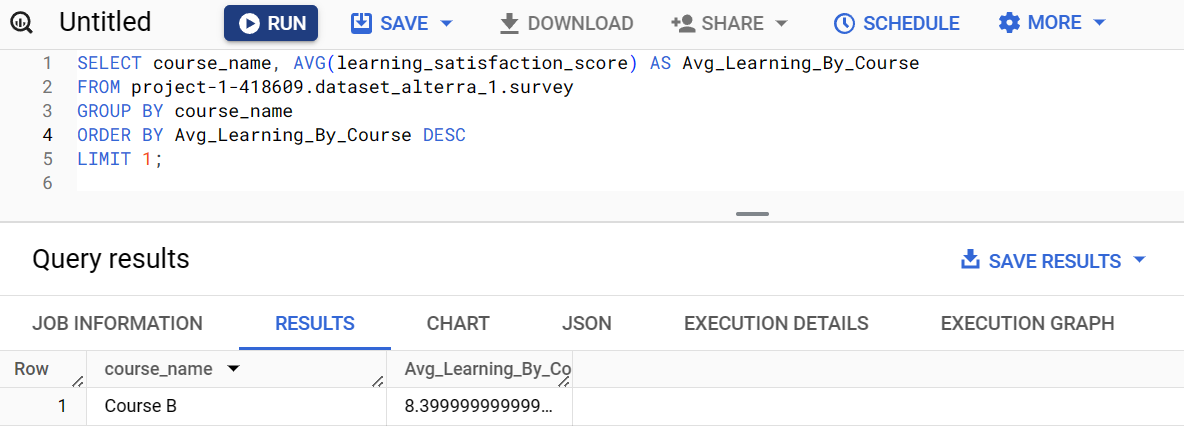 Untitled RUN SAVE DOWNLOAD SHARE SCHEDULE MORE
1 SELECT course_name, AVG(learning_satisfaction_score) AS Avg_Learning_By_Course
2 FROM project-1-418609.dataset_alterra_1.survey
3 GROUP BY course_name
4 ORDER BY Avg_Learning_By_Course DESC
5 LIMIT 1;
6
Query results SAVE RESULTS
JOB INFORMATION RESULTS CHART JSON EXECUTION DETAILS EXECUTION GRAPH
Row course_name Avg_Learning_By_Co
1 Course B 8.399999999999...